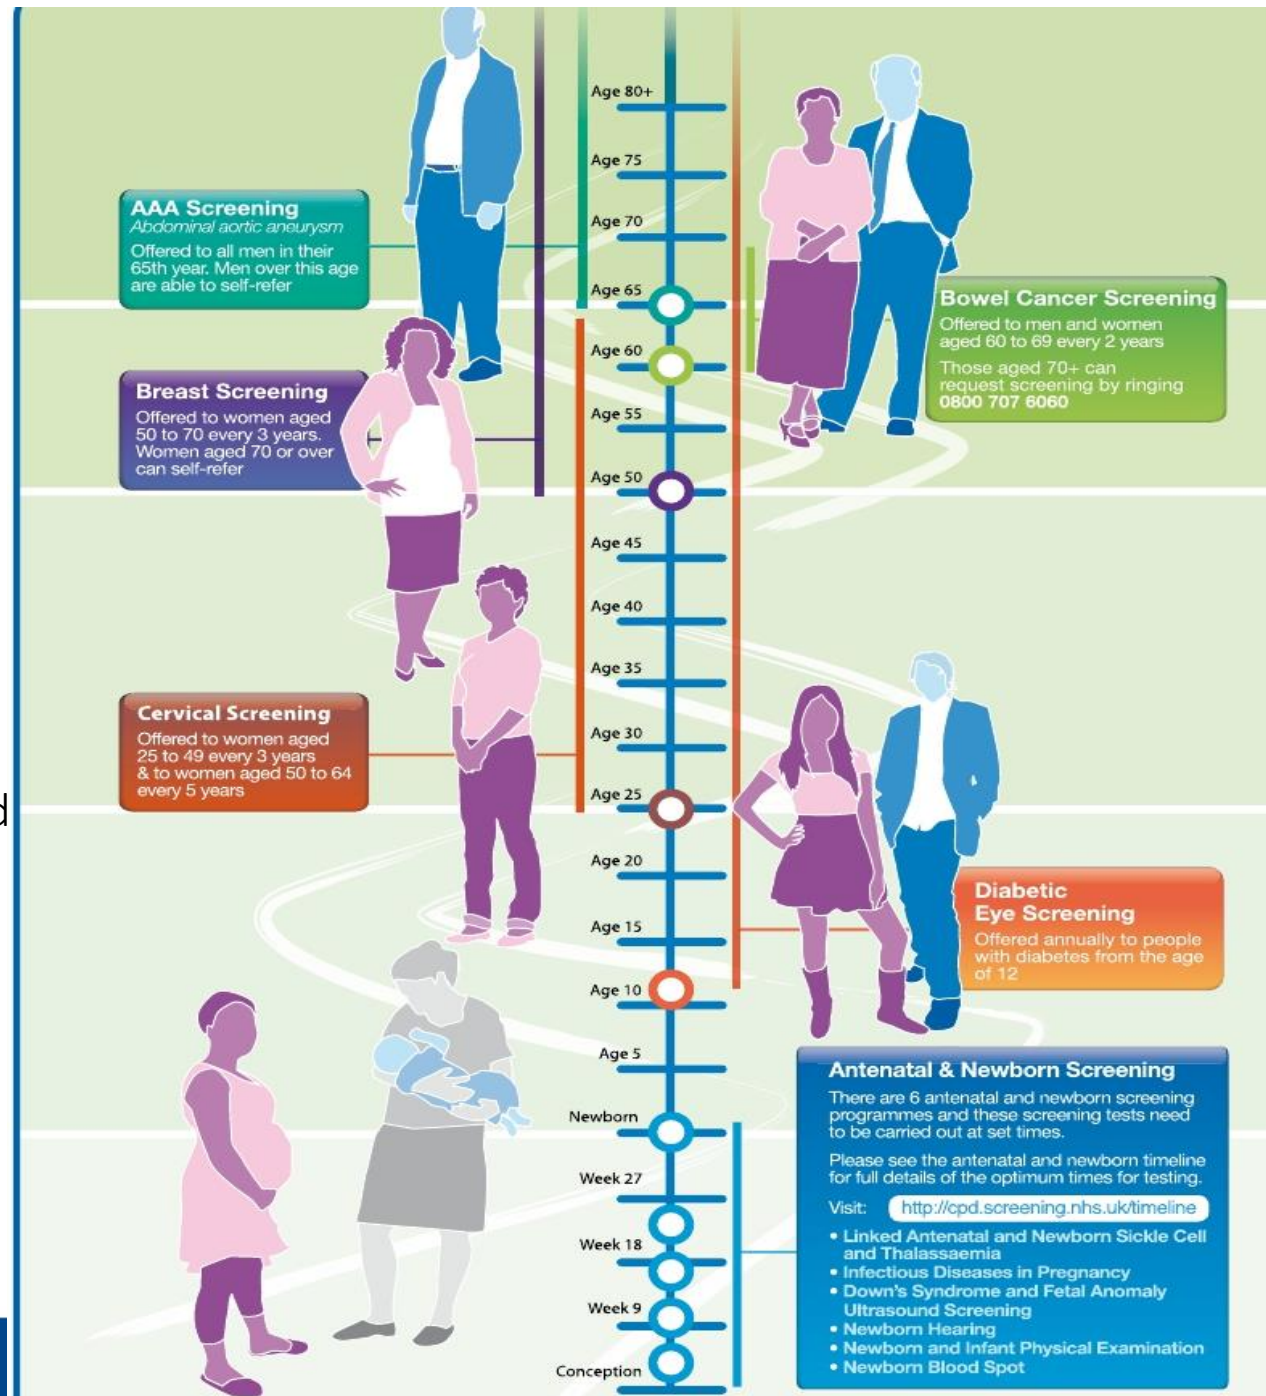 Age 80+
Age 75
Age 70
Age 65
Age 60
Age 55
Age 50
Age 45
Age 40
Age 35
Age 30
Age 25
Age 20
Age 15
Age 10
Age 5
Newborn
Week 27
Week 18
Week 9
Conception
AAA Screening
Abdominal aortic aneurysm
Offered to all men in their
65th year. Men over this age
are able to self-refer
Breast Screening
Offered to women aged
50 to 70 every 3 years.
Women aged 70 or over
can self-refer
Cervical Screening
Offered to women aged
25 to 49 every 3 years
& to women aged 50 to 64
every 5 years
d
Bowel Cancer Screening
Offered to men and women
aged 60 to 69 every 2 years
Those aged 70+ can
request screening by ringing
0800 707 6060
Diabetic
Eye Screening
Offered annually to people
with diabetes from the age
of 12
Antenatal & Newborn Screening
There are 6 antenatal and newborn screening
programmes and these screening tests need
to be carried out at set times.
Please see the antenatal and newborn timeline
for full details of the optimum times for testing.
Visit: http://cpd.screening.nhs.uk/timeline
• Linked Antenatal and Newborn Sickle Cell
and Thalassaemia
• Infectious Diseases in Pregnancy
• Down's Syndrome and Fetal Anomaly
Ultrasound Screening
• Newborn Hearing
• Newborn and Infant Physical Examination
• Newborn Blood Spot